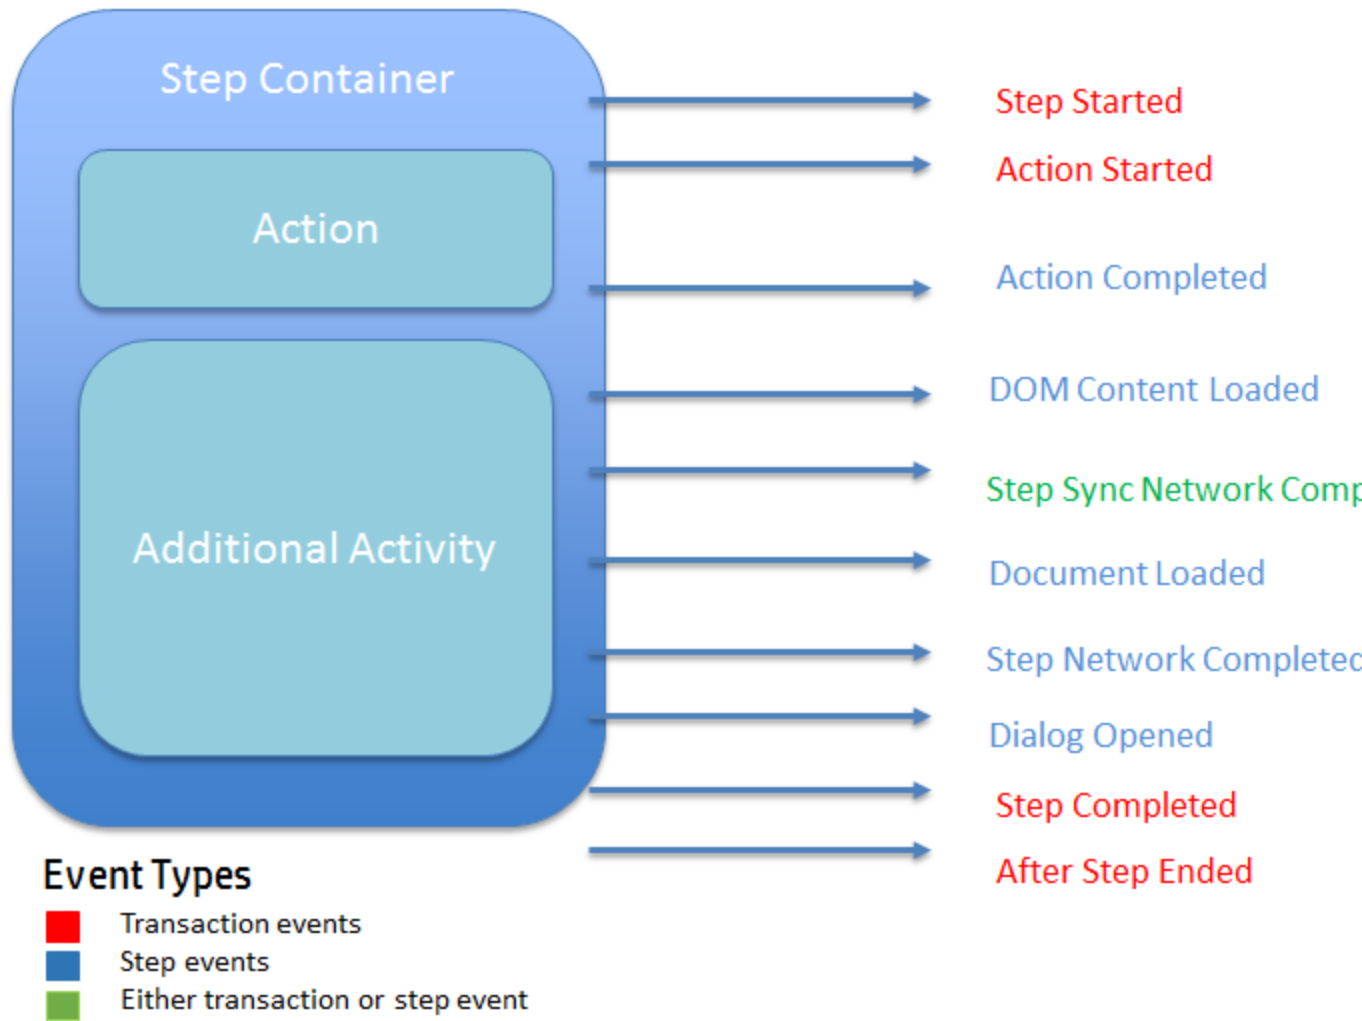 Step Container
Step Started
Action Started
Action
Action Completed
DOM Content Loaded
Step Sync Network Comp
Additional Activity
Document Loaded
Step Network Completed
Dialog Opened
Step Completed
After Step Ended
Event Types
Transaction events
Step events
Either transaction or step event